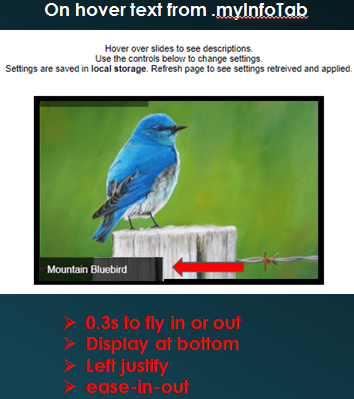 On hover text from .myInfoTab
Hover over slides to see descriptions.
Use the controls below to change settings.
Settings are saved in local storage. Refresh page to see settings retreived and applied.
Mountain Bluebird
➢ 0.3s to fly in or out
➢ Display at bottom
➢ Left justify
➢ ease-in-out